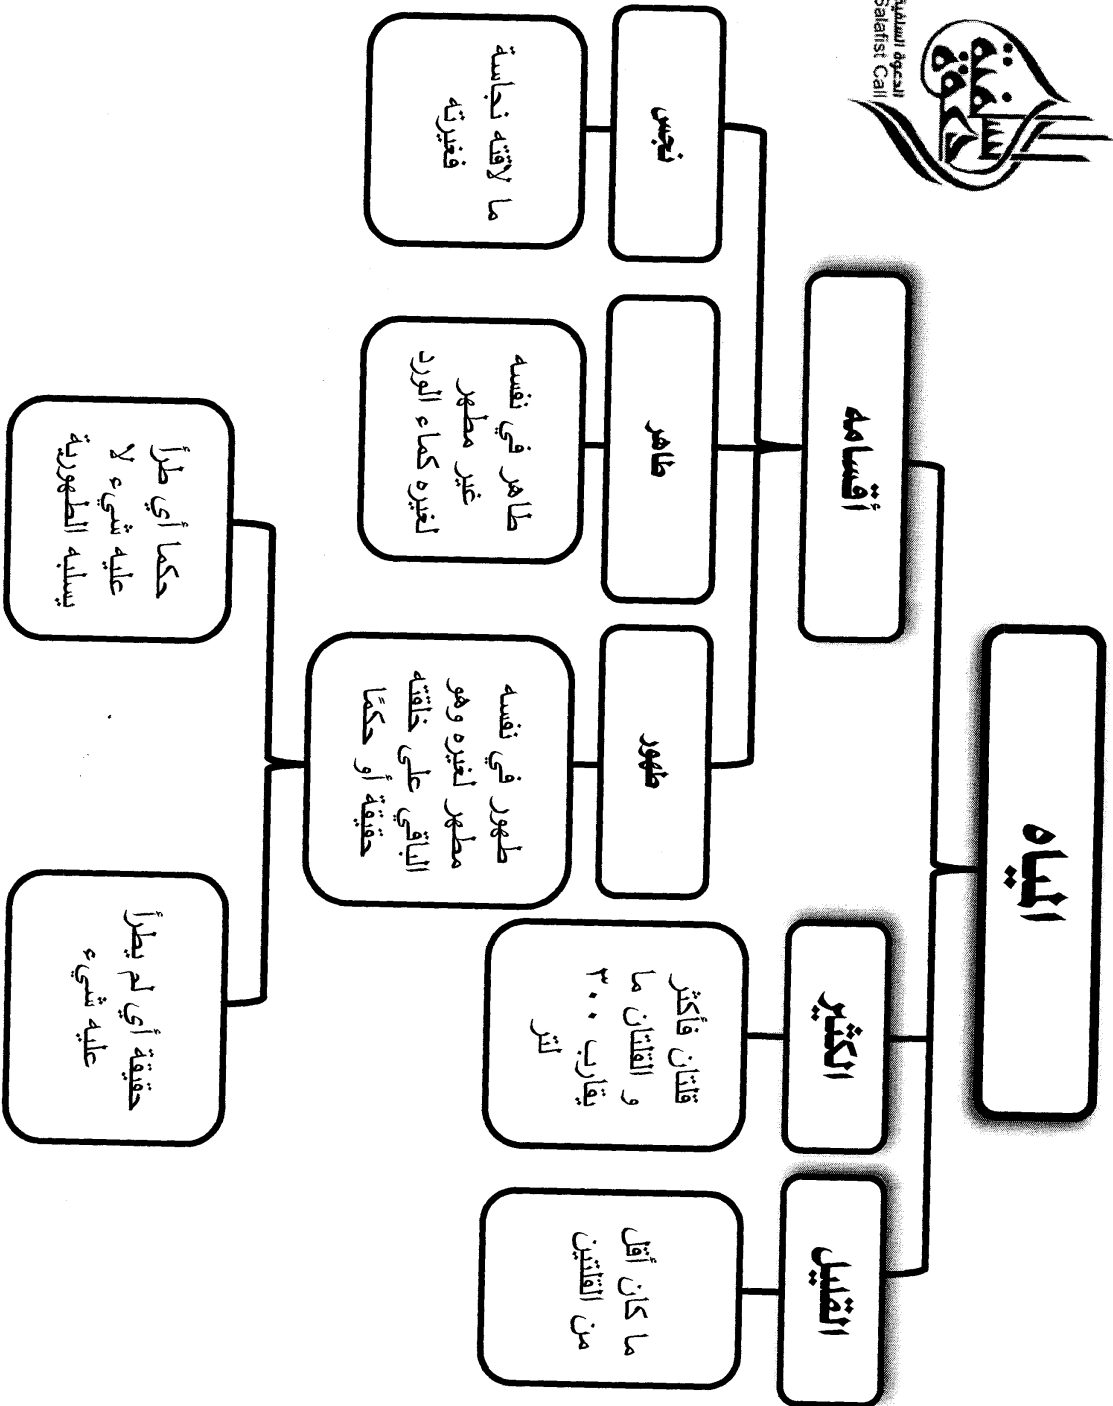 الدعوة السلفية
Salafist Call
المياه
أقسامه
الكثير
القليل
نجس
طاهر
طهور
ما لاقته نجاسة
فغيرته
طاهر في نفسه
غير مطهر
لغيره كماء الورد
طهور في نفسه
مطهر لغيره وهو
الباقي على خلقته
حقيقة أو حكمًا
قلتان فأكثر
و القلتان ما
يقارب ٣٠٠
لتر
ما كان أقل
من القلتين
حكما أي طرأ
عليه شيء لا
يسلبه الطهورية
حقيقة أي لم يطرأ
عليه شيء